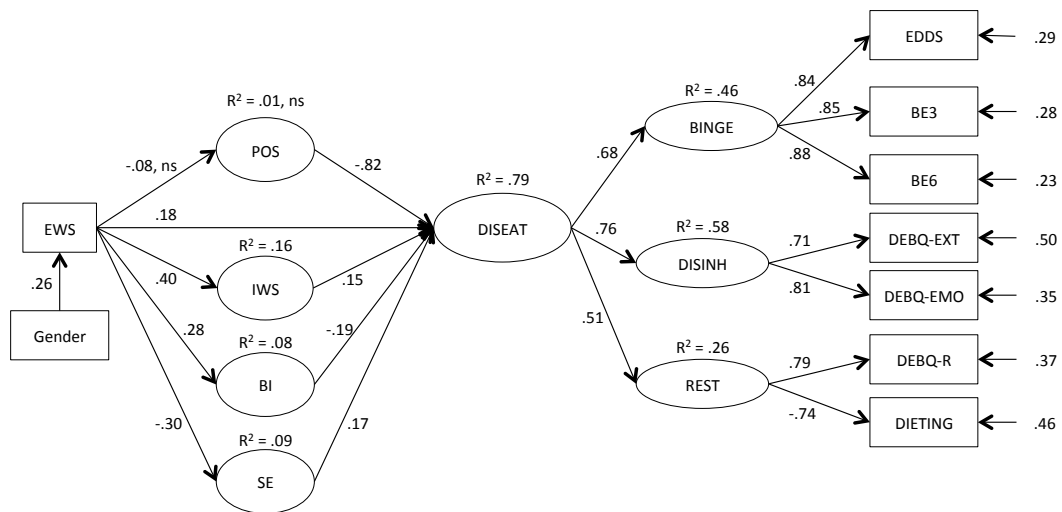 EDDS
.29
.84
R² = .01, ns
R² = .46
BE3
.28
.85
POS
BINGE
-.08, ns
-.82
.88
.68
BE6
.23
R² = .79
EWS
.18
DISEAT
R² = .58
.76
.71
DEBQ-EXT
.50
R² = .16
DISINH
.26
.40
IWS
.15
.81
DEBQ-EMO
.35
.51
Gender
.28
-.19
R² = .08
R² = .26
.79
DEBQ-R
.37
BI
REST
-.30
.17
-.74
R² = .09
DIETING
.46
SE